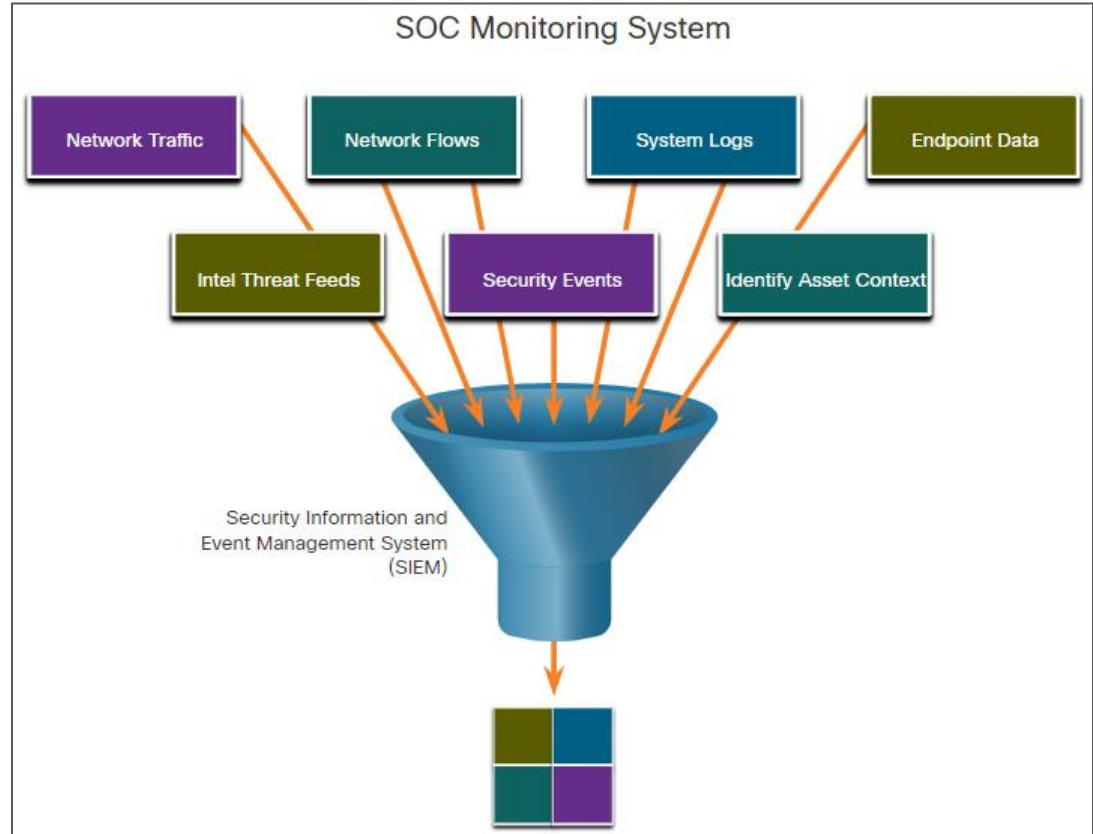 SOC Monitoring System
Network Traffic
Network Flows
System Logs
Endpoint Data
Intel Threat Feeds
Security Events
Identify Asset Context
Security Information and
Event Management System
(SIEM)